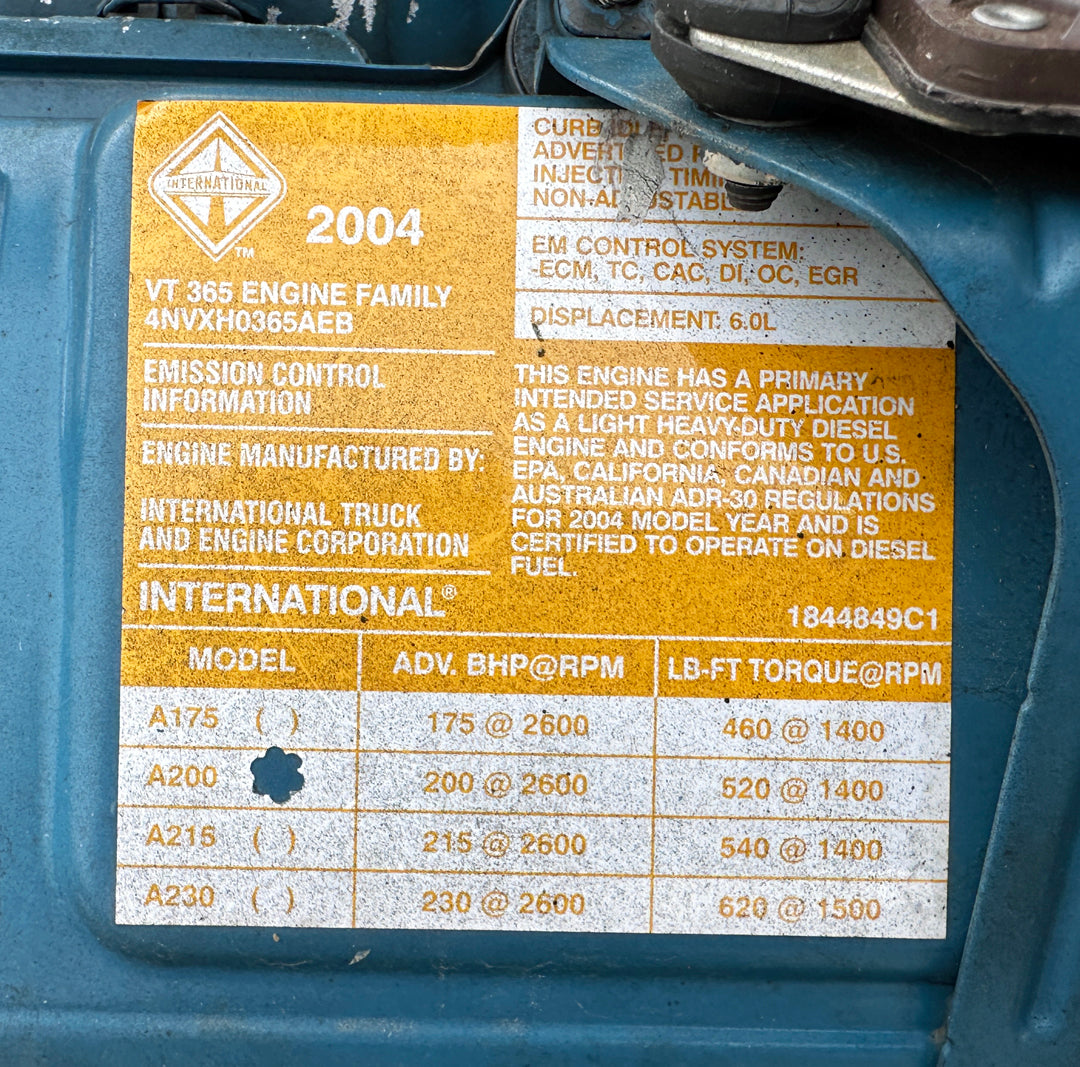 INTERNATIONAL
TM
2004
VT 365 ENGINE FAMILY
4NVXH0365AEB
EMISSION CONTROL
INFORMATION
ENGINE MANUFACTURED BY:
INTERNATIONAL TRUCK
AND ENGINE CORPORATION
INTERNATIONAL®
CURB
EM CONTROL SYSTEM:
-ECM, TC, CAC, DI, OC, EGR
DISPLACEMENT: 6.0L
THIS ENGINE HAS A PRIMARY
INTENDED SERVICE APPLICATION
AS A LIGHT HEAVY-DUTY DIESEL
ENGINE AND CONFORMS TO U.S.
EPA, CALIFORNIA, CANADIAN AND
AUSTRALIAN ADR-30 REGULATIONS
FOR 2004 MODEL YEAR AND IS
CERTIFIED TO OPERATE ON DIESEL
FUEL.
1844849C1
MODEL ADV. BHP@RPM LB-FT TORQUE@RPM
A175 ( ) 175 @ 2600 460 @ 1400
A200 200 @ 2600 520 @ 1400
A215 ( ) 215 @ 2600 540 @ 1400
A230 ( ) 230 @ 2600 620 @ 1500